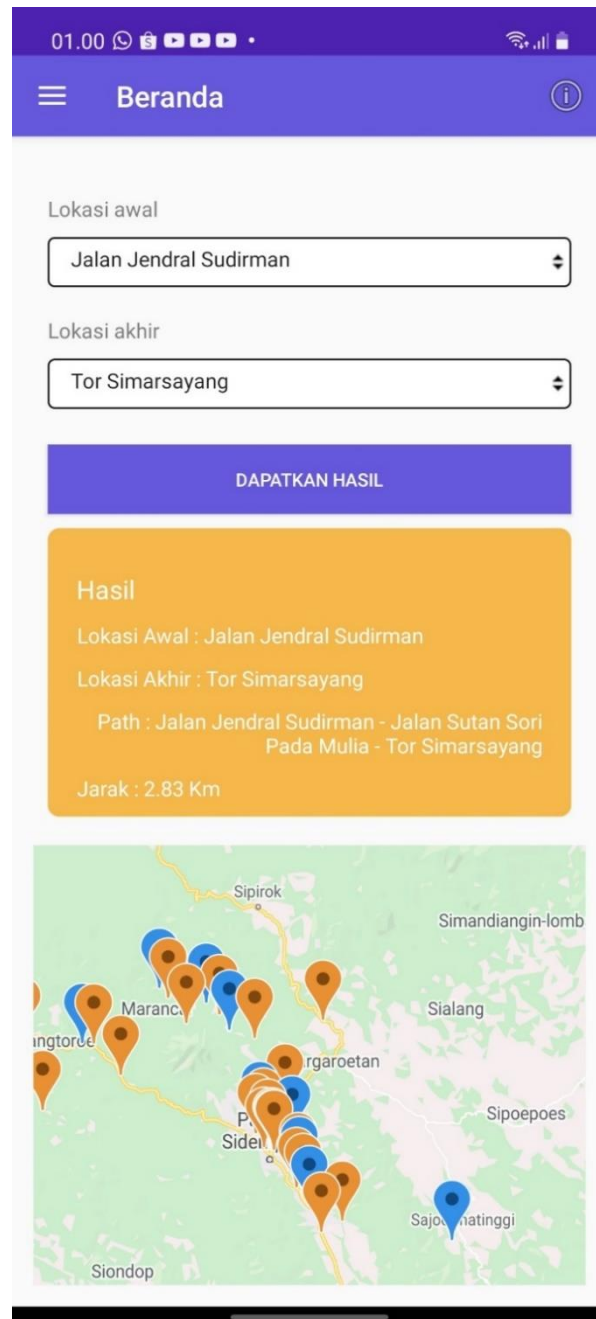 01.00
Beranda
Lokasi awal
Jalan Jendral Sudirman
Lokasi akhir
Tor Simarsayang
DAPATKAN HASIL
Hasil
Lokasi Awal : Jalan Jendral Sudirman
Lokasi Akhir : Tor Simarsayang
Path : Jalan Jendral Sudirman - Jalan Sutan Sori
Pada Mulia - Tor Simarsayang
Jarak : 2.83 Km
Sipirok
Simandiangin-lomb
Sialang
Sipoepoes
Siondop